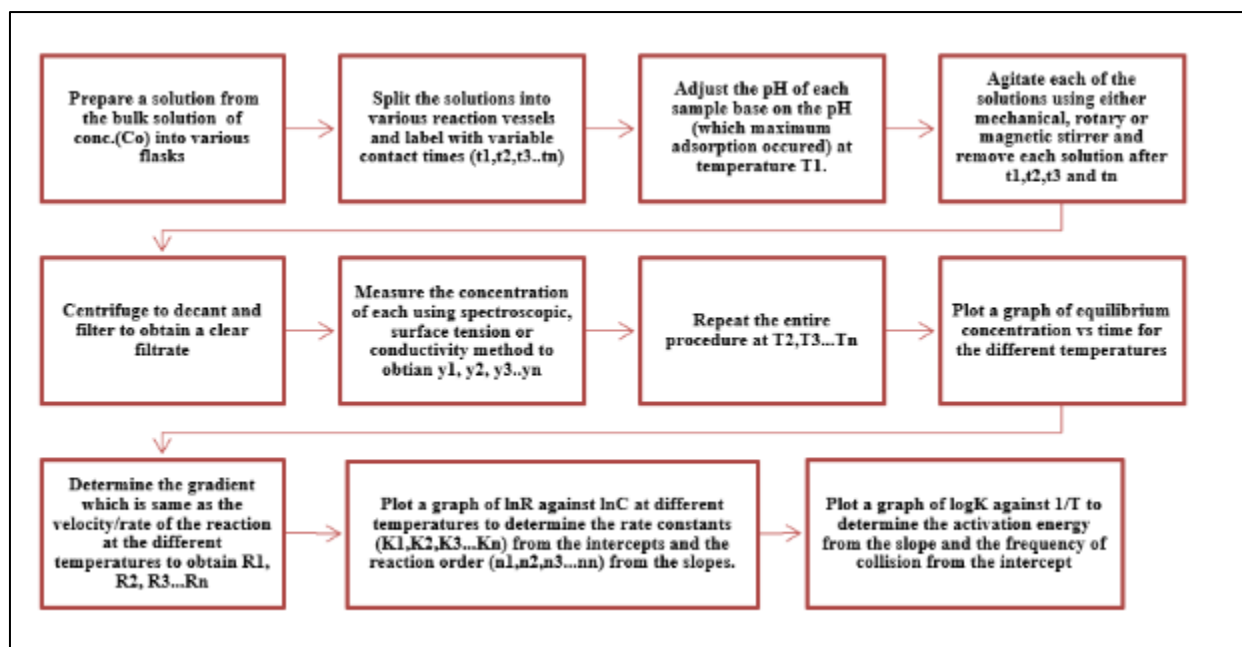 Prepare a solution from
the bulk solution of
conc.(Co) into various
flasks
Split the solutions into
various reaction vessels
and label with variable
contact times (t1,t2,t3..tn)
Adjust the pH of each
sample base on the pH
(which maximum
adsorption occured) at
temperature T1.
Agitate each of the
solutions using either
mechanical, rotary or
magnetic stirrer and
remove each solution after
t1,t2,t3 and tn
Centrifuge to decant and
filter to obtain a clear
filtrate
Measure the concentration
of each using spectroscopic,
surface tension or
conductivity method to
obtian y1, y2, y3..yn
Repeat the entire
procedure at T2,T3...Tn
Plot a graph of equilibrium
concentration vs time for
the different temperatures
Determine the gradient
which is same as the
velocity/rate of the reaction
at the different
temperatures to obtain R1,
R2, R3...Rn
Plot a graph of lnR against lnC at different
temperatures to determine the rate constants
(K1,K2,K3...Kn) from the intercepts and the
reaction order (n1,n2,n3...nn) from the slopes.
Plot a graph of logK against 1/T to
determine the activation energy
from the slope and the frequency of
collision from the intercept